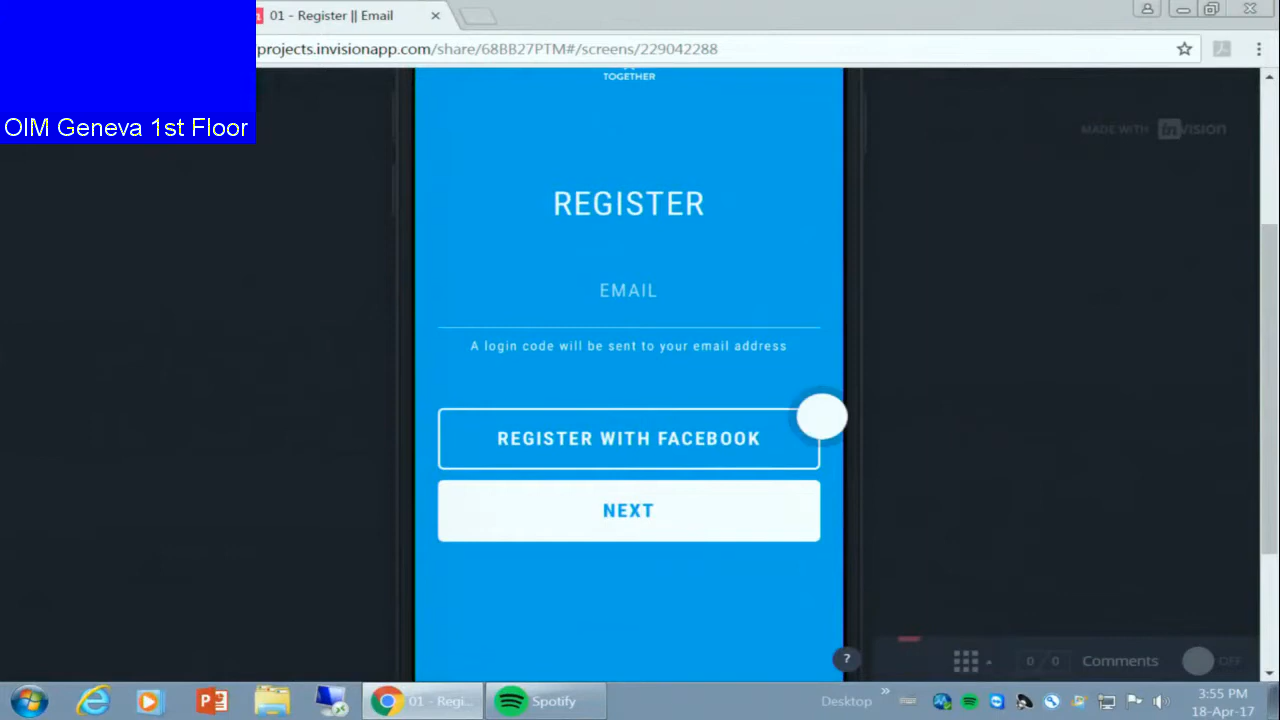 01 - Register || Email
projects.invisionapp.com/share/68BB27PTM#/screens/229042288
OIM Geneva 1st Floor
TOGETHER
MADE WITH inVision
REGISTER
EMAIL
A login code will be sent to your email address
REGISTER WITH FACEBOOK
NEXT
?
0 / 0 Comments OFF
01 - Regi...
Spotify
Desktop
3:55 PM
18-Apr-17